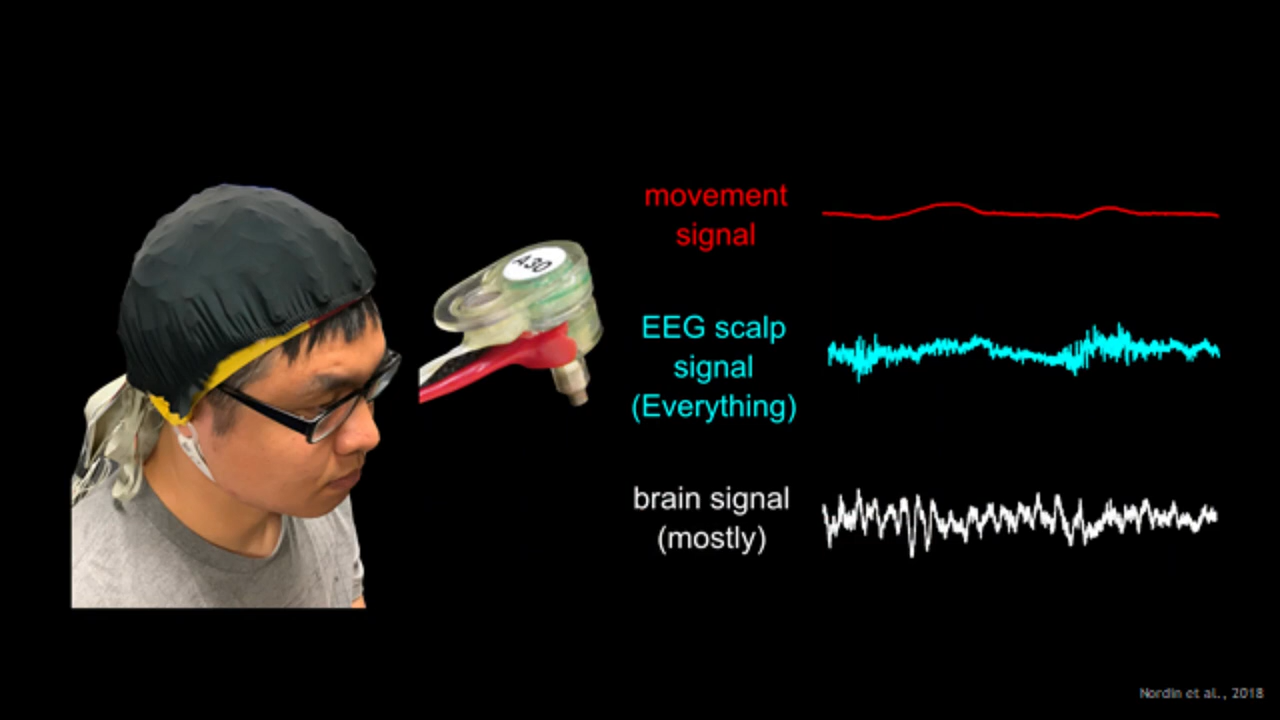 A30
movement
signal
EEG scalp
signal
(Everything)
brain signal
(mostly)
Nordin et al., 2018